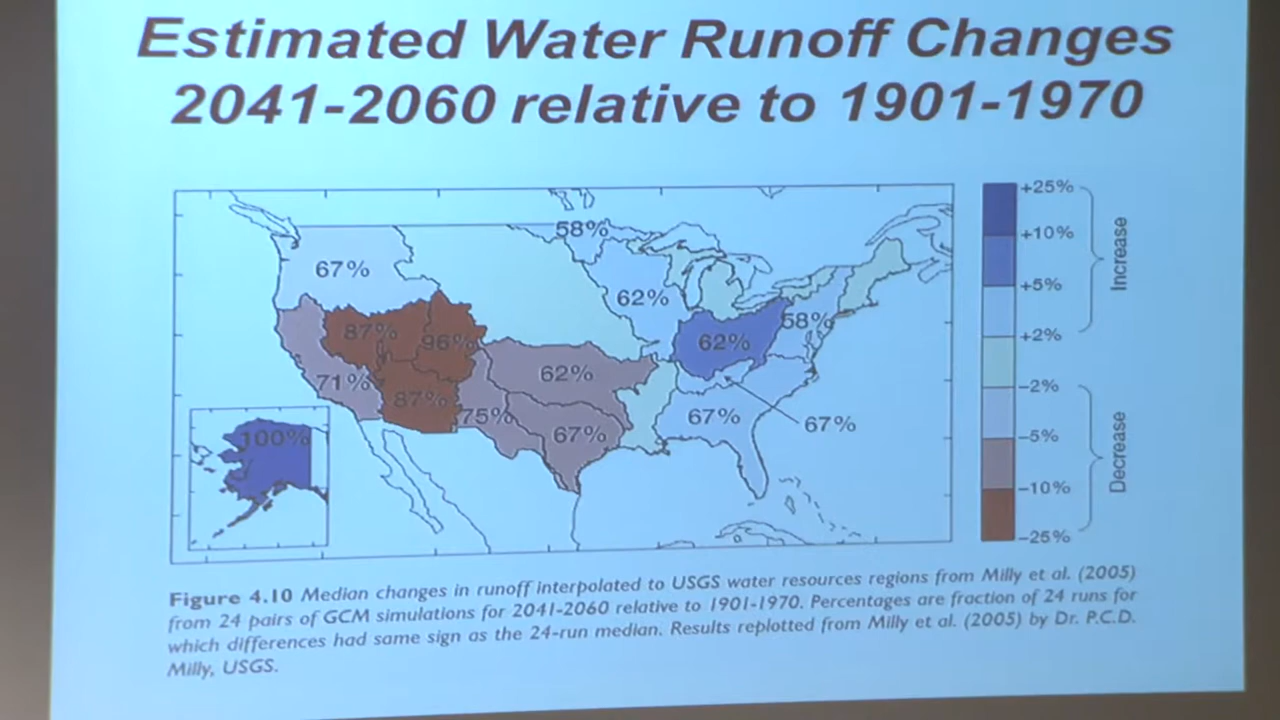 Estimated Water Runoff Changes
2041-2060 relative to 1901-1970
58%
67%
62%
87%
96%
58%
62%
71%
62%
87%
75%
67%
67%
67%
100%
+25%
+10%
+5%
+2%
−2%
−5%
−10%
−25%
Increase
Decrease
Figure 4.10 Median changes in runoff interpolated to USGS water resources regions from Milly et al. (2005)
from 24 pairs of GCM simulations for 2041-2060 relative to 1901-1970. Percentages are fraction of 24 runs for
which differences had same sign as the 24-run median. Results replotted from Milly et al. (2005) by Dr. P.C.D.
Milly, USGS.